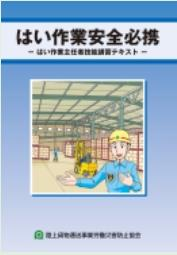 はい作業安全必携
－ はい作業主任者技能講習テキスト －
陸上貨物運送事業労働災害防止協会